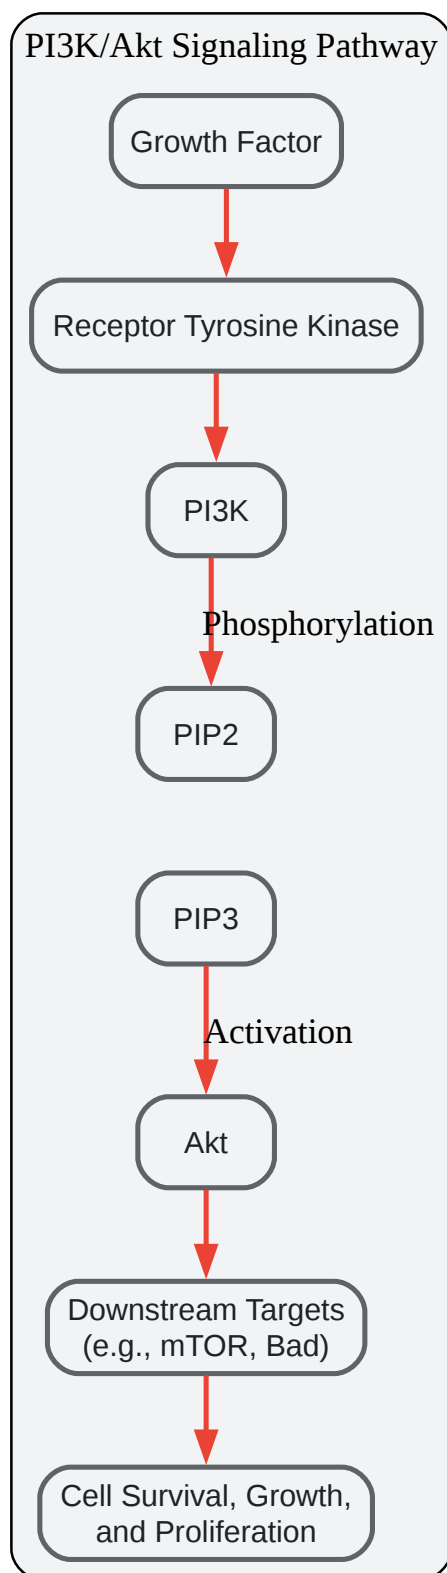 PI3K/Akt Signaling Pathway
Growth Factor
Receptor Tyrosine Kinase
PI3K
Phosphorylation
PIP2
PIP3
Activation
Akt
Downstream Targets
(e.g., mTOR, Bad)
Cell Survival, Growth,
and Proliferation